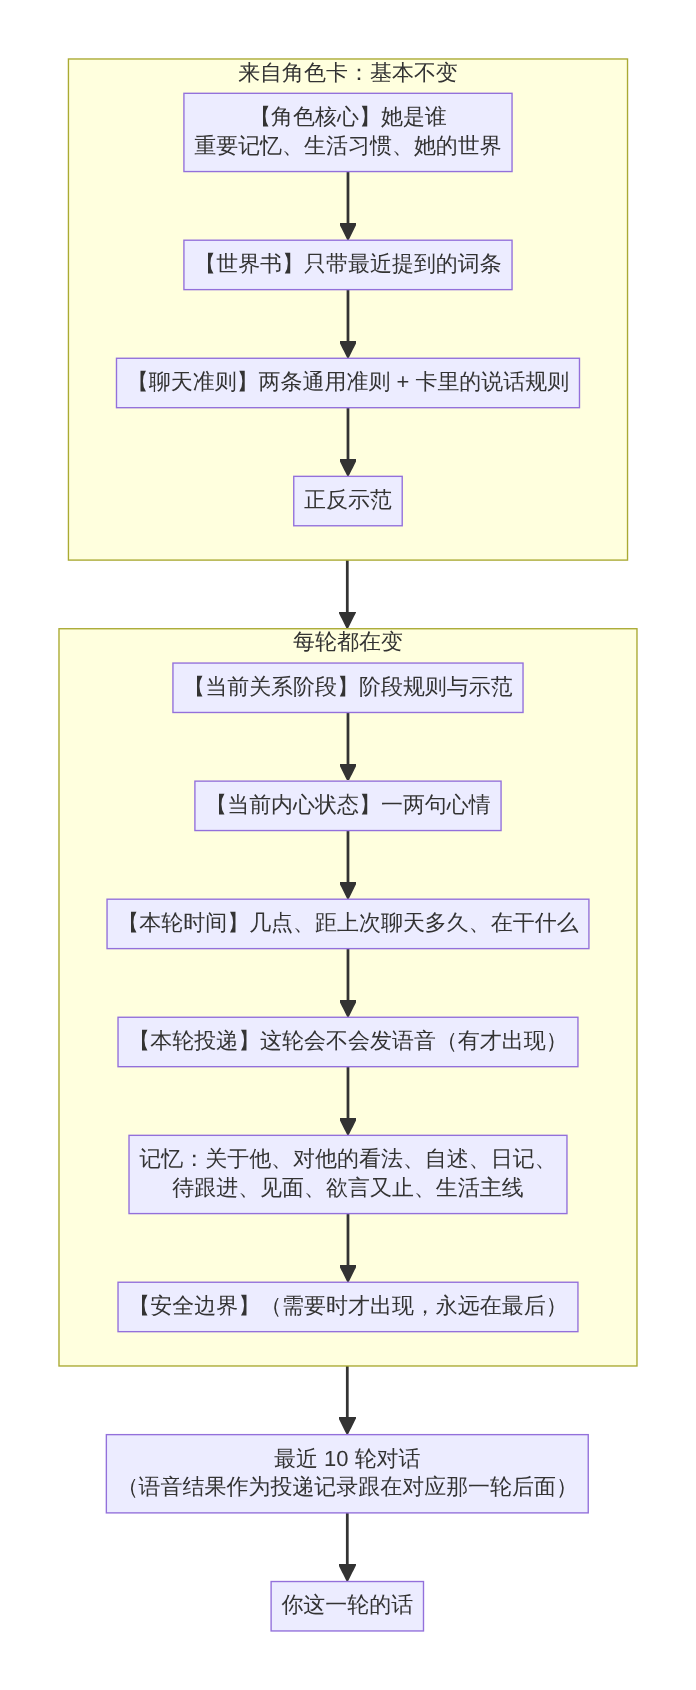 来自角色卡：基本不变
【角色核心】她是谁
重要记忆、生活习惯、她的世界
【世界书】只带最近提到的词条
【聊天准则】两条通用准则 + 卡里的说话规则
正反示范
每轮都在变
【当前关系阶段】阶段规则与示范
【当前内心状态】一两句心情
【本轮时间】几点、距上次聊天多久、在干什么
【本轮投递】这轮会不会发语音（有才出现）
记忆：关于他、对他的看法、自述、日记、
待跟进、见面、欲言又止、生活主线
【安全边界】（需要时才出现，永远在最后）
最近 10 轮对话
（语音结果作为投递记录跟在对应那一轮后面）
你这一轮的话